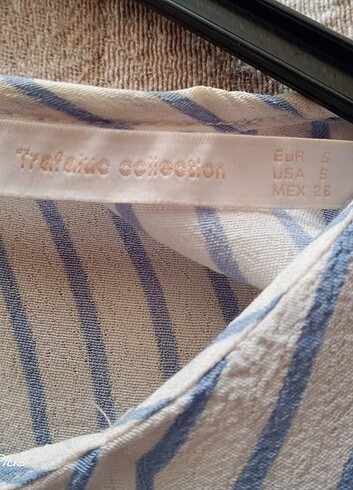 Trafaluc collection
EUR S
USA S
MEX 26